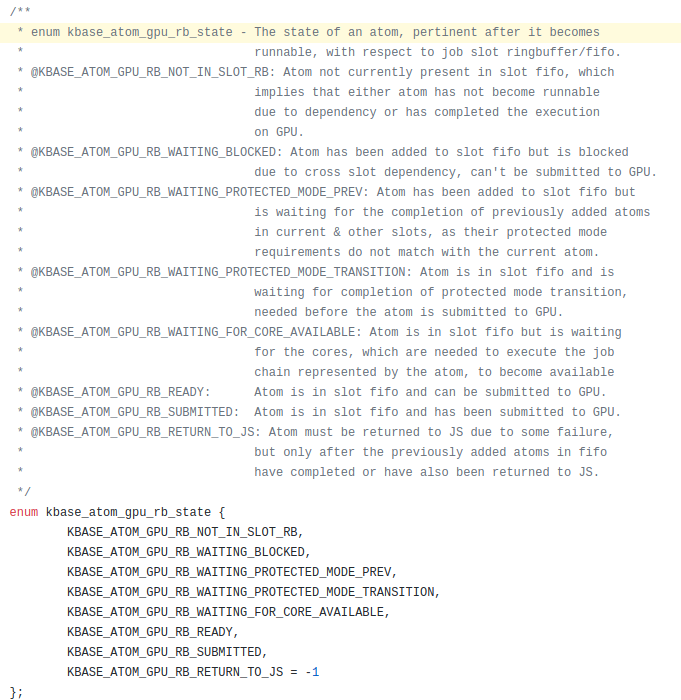 /**
 * enum kbase_atom_gpu_rb_state - The state of an atom, pertinent after it becomes
 *                                runnable, with respect to job slot ringbuffer/fifo.
 * @KBASE_ATOM_GPU_RB_NOT_IN_SLOT_RB: Atom not currently present in slot fifo, which
 *                                implies that either atom has not become runnable
 *                                due to dependency or has completed the execution
 *                                on GPU.
 * @KBASE_ATOM_GPU_RB_WAITING_BLOCKED: Atom has been added to slot fifo but is blocked
 *                                due to cross slot dependency, can't be submitted to GPU.
 * @KBASE_ATOM_GPU_RB_WAITING_PROTECTED_MODE_PREV: Atom has been added to slot fifo but
 *                                is waiting for the completion of previously added atoms
 *                                in current & other slots, as their protected mode
 *                                requirements do not match with the current atom.
 * @KBASE_ATOM_GPU_RB_WAITING_PROTECTED_MODE_TRANSITION: Atom is in slot fifo and is
 *                                waiting for completion of protected mode transition,
 *                                needed before the atom is submitted to GPU.
 * @KBASE_ATOM_GPU_RB_WAITING_FOR_CORE_AVAILABLE: Atom is in slot fifo but is waiting
 *                                for the cores, which are needed to execute the job
 *                                chain represented by the atom, to become available
 * @KBASE_ATOM_GPU_RB_READY:      Atom is in slot fifo and can be submitted to GPU.
 * @KBASE_ATOM_GPU_RB_SUBMITTED:  Atom is in slot fifo and has been submitted to GPU.
 * @KBASE_ATOM_GPU_RB_RETURN_TO_JS: Atom must be returned to JS due to some failure,
 *                                but only after the previously added atoms in fifo
 *                                have completed or have also been returned to JS.
 */
enum kbase_atom_gpu_rb_state {
        KBASE_ATOM_GPU_RB_NOT_IN_SLOT_RB,
        KBASE_ATOM_GPU_RB_WAITING_BLOCKED,
        KBASE_ATOM_GPU_RB_WAITING_PROTECTED_MODE_PREV,
        KBASE_ATOM_GPU_RB_WAITING_PROTECTED_MODE_TRANSITION,
        KBASE_ATOM_GPU_RB_WAITING_FOR_CORE_AVAILABLE,
        KBASE_ATOM_GPU_RB_READY,
        KBASE_ATOM_GPU_RB_SUBMITTED,
        KBASE_ATOM_GPU_RB_RETURN_TO_JS = -1
};